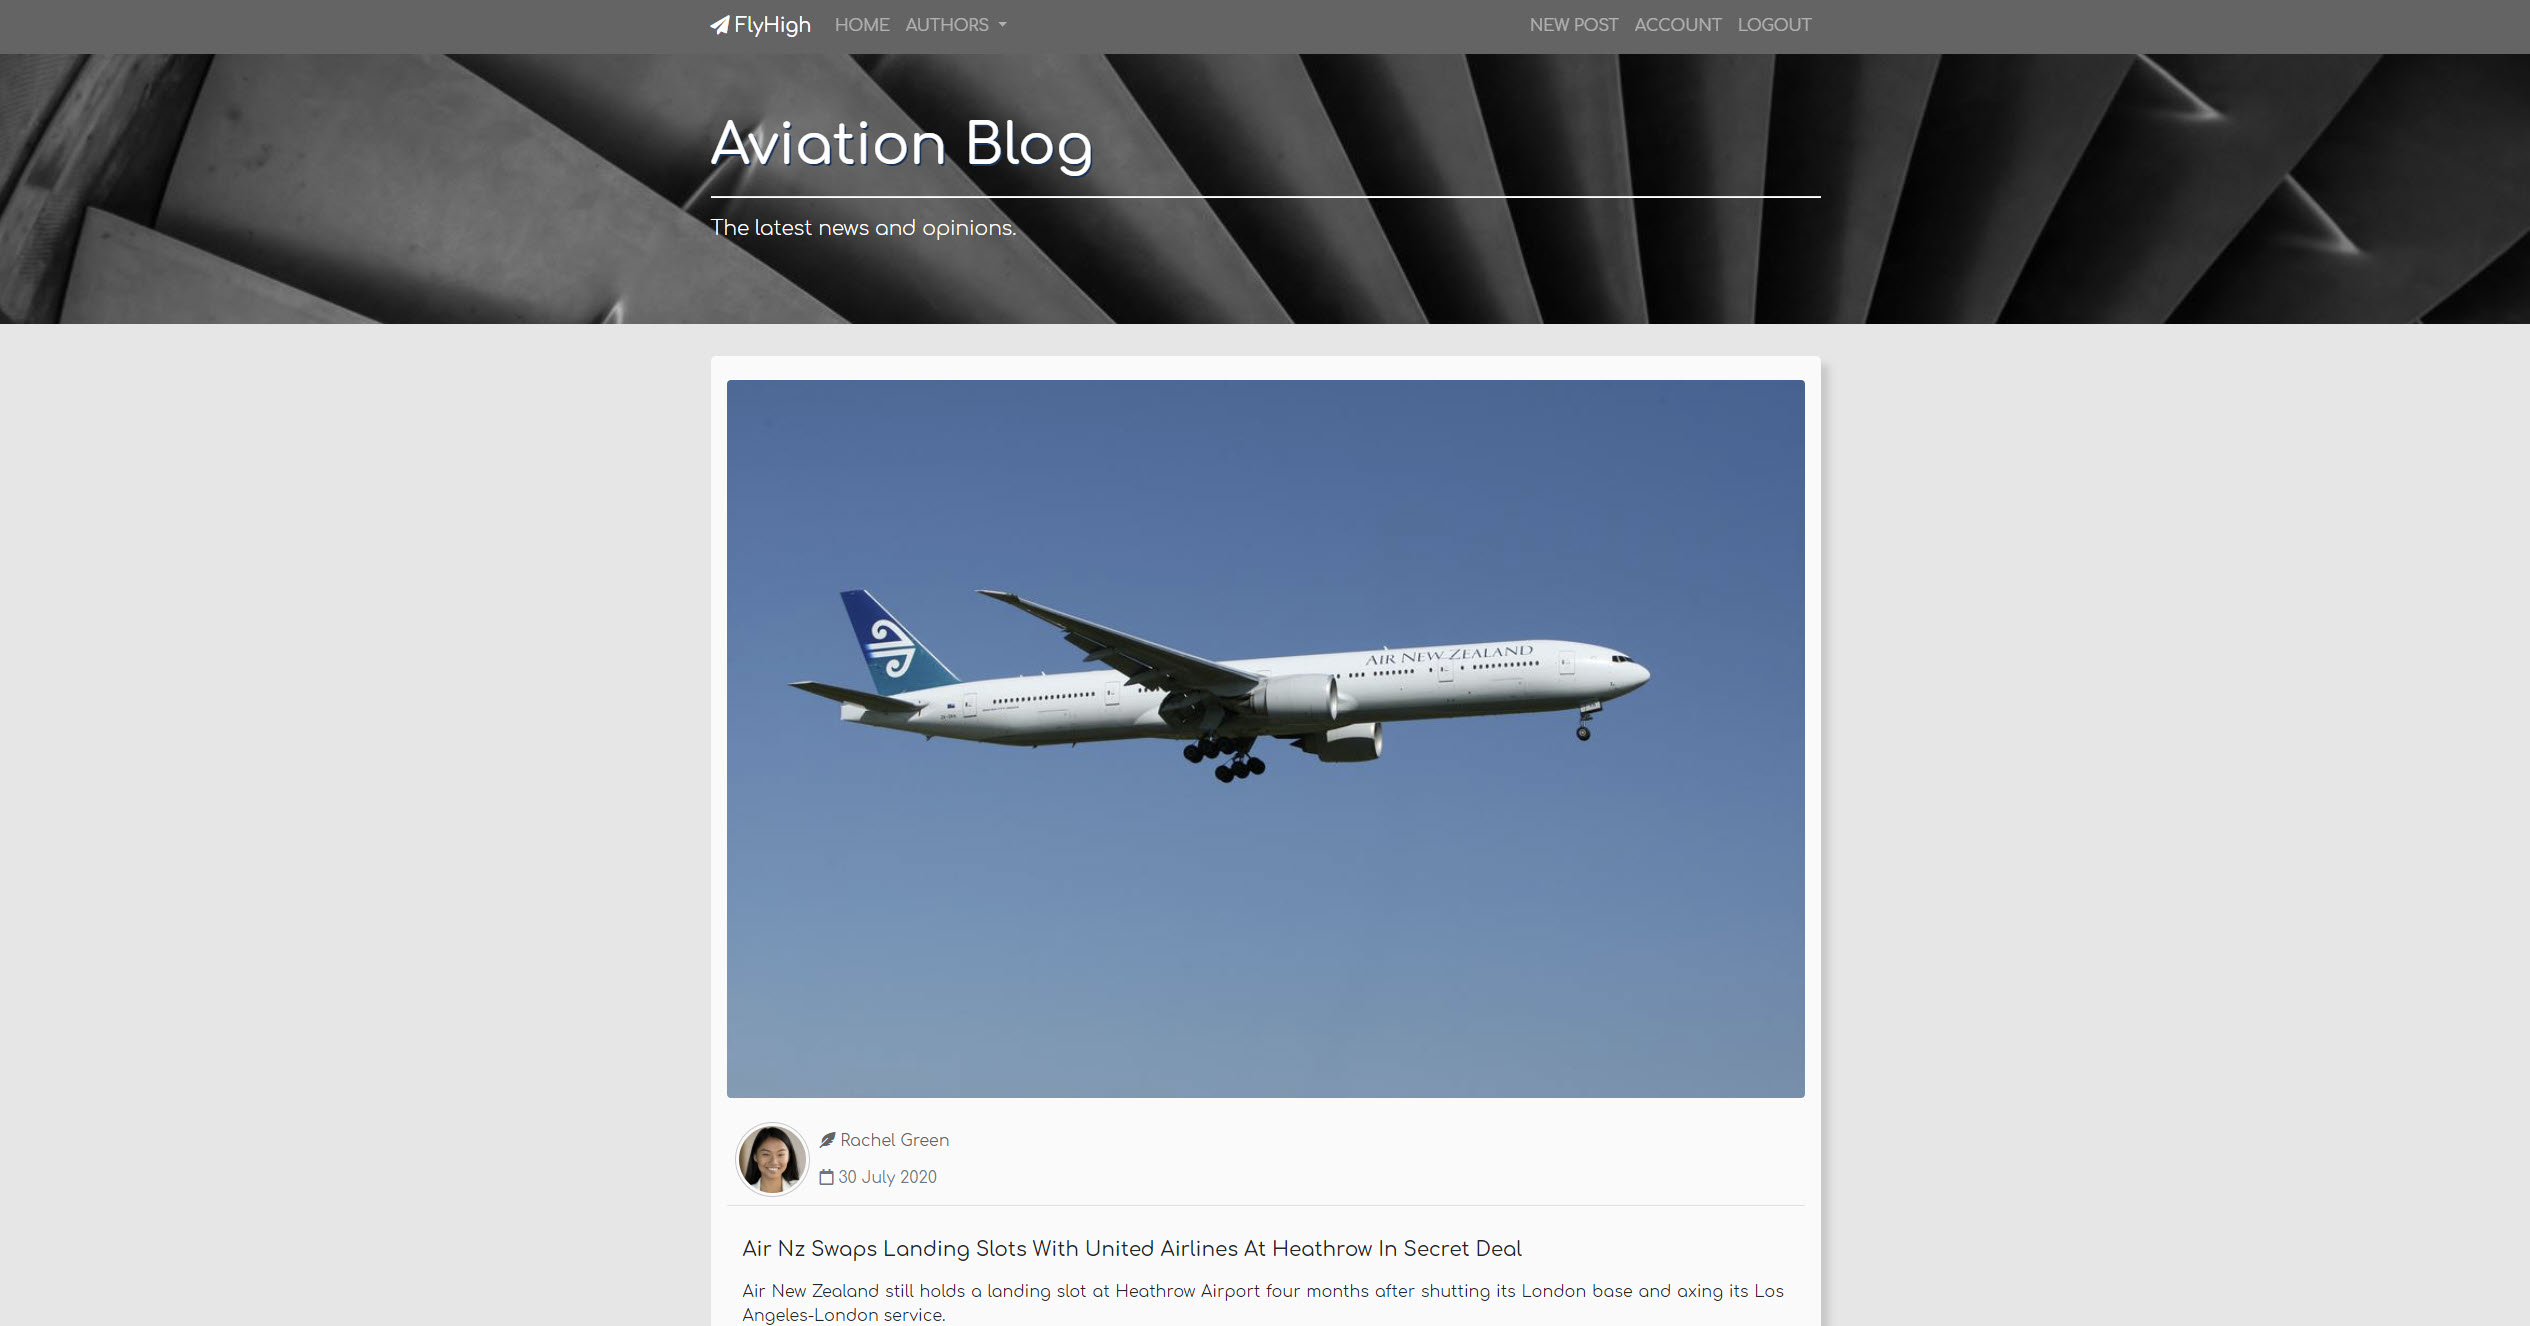 FlyHigh HOME AUTHORS NEW POST ACCOUNT LOGOUT
Aviation Blog
The latest news and opinions.
AIR NEW ZEALAND
Rachel Green
30 July 2020
Air Nz Swaps Landing Slots With United Airlines At Heathrow In Secret Deal
Air New Zealand still holds a landing slot at Heathrow Airport four months after shutting its London base and axing its Los
Angeles-London service.